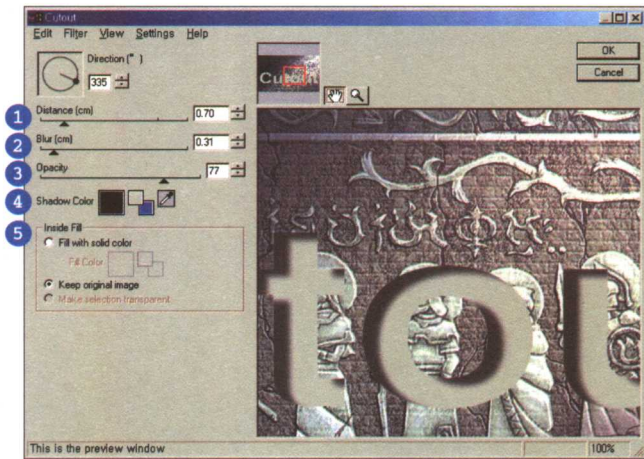 Cutout
Edit Filter View Settings Help
Direction (° )
335
OK
Cancel
Cutout
1 Distance (cm) 0.70
2 Blur (cm) 0.31
3 Opacity 77
4 Shadow Color
5 Inside Fill
Fill with solid color
Fill Color
Keep original image
Make selection transparent
tou
This is the preview window 100%